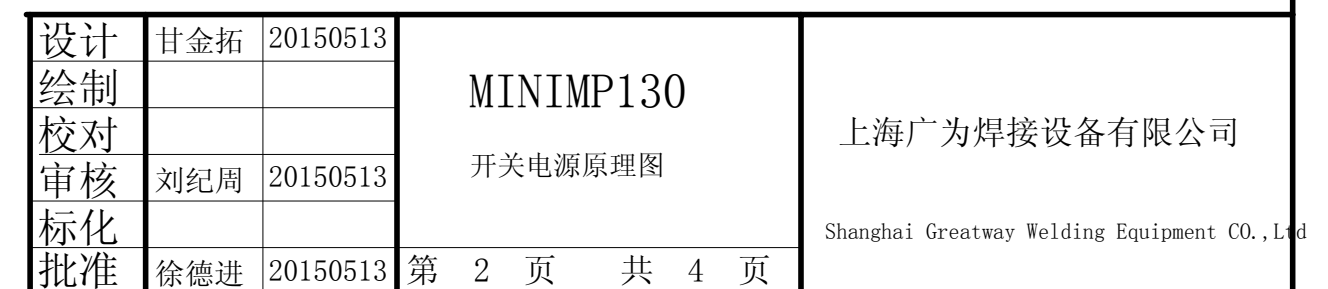 设计 甘金拓 20150513
绘制
校对
审核 刘纪周 20150513
标化
批准 徐德进 20150513
MINIMP130
开关电源原理图
第 2 页 共 4 页
上海广为焊接设备有限公司
Shanghai Greatway Welding Equipment CO.,Ltd